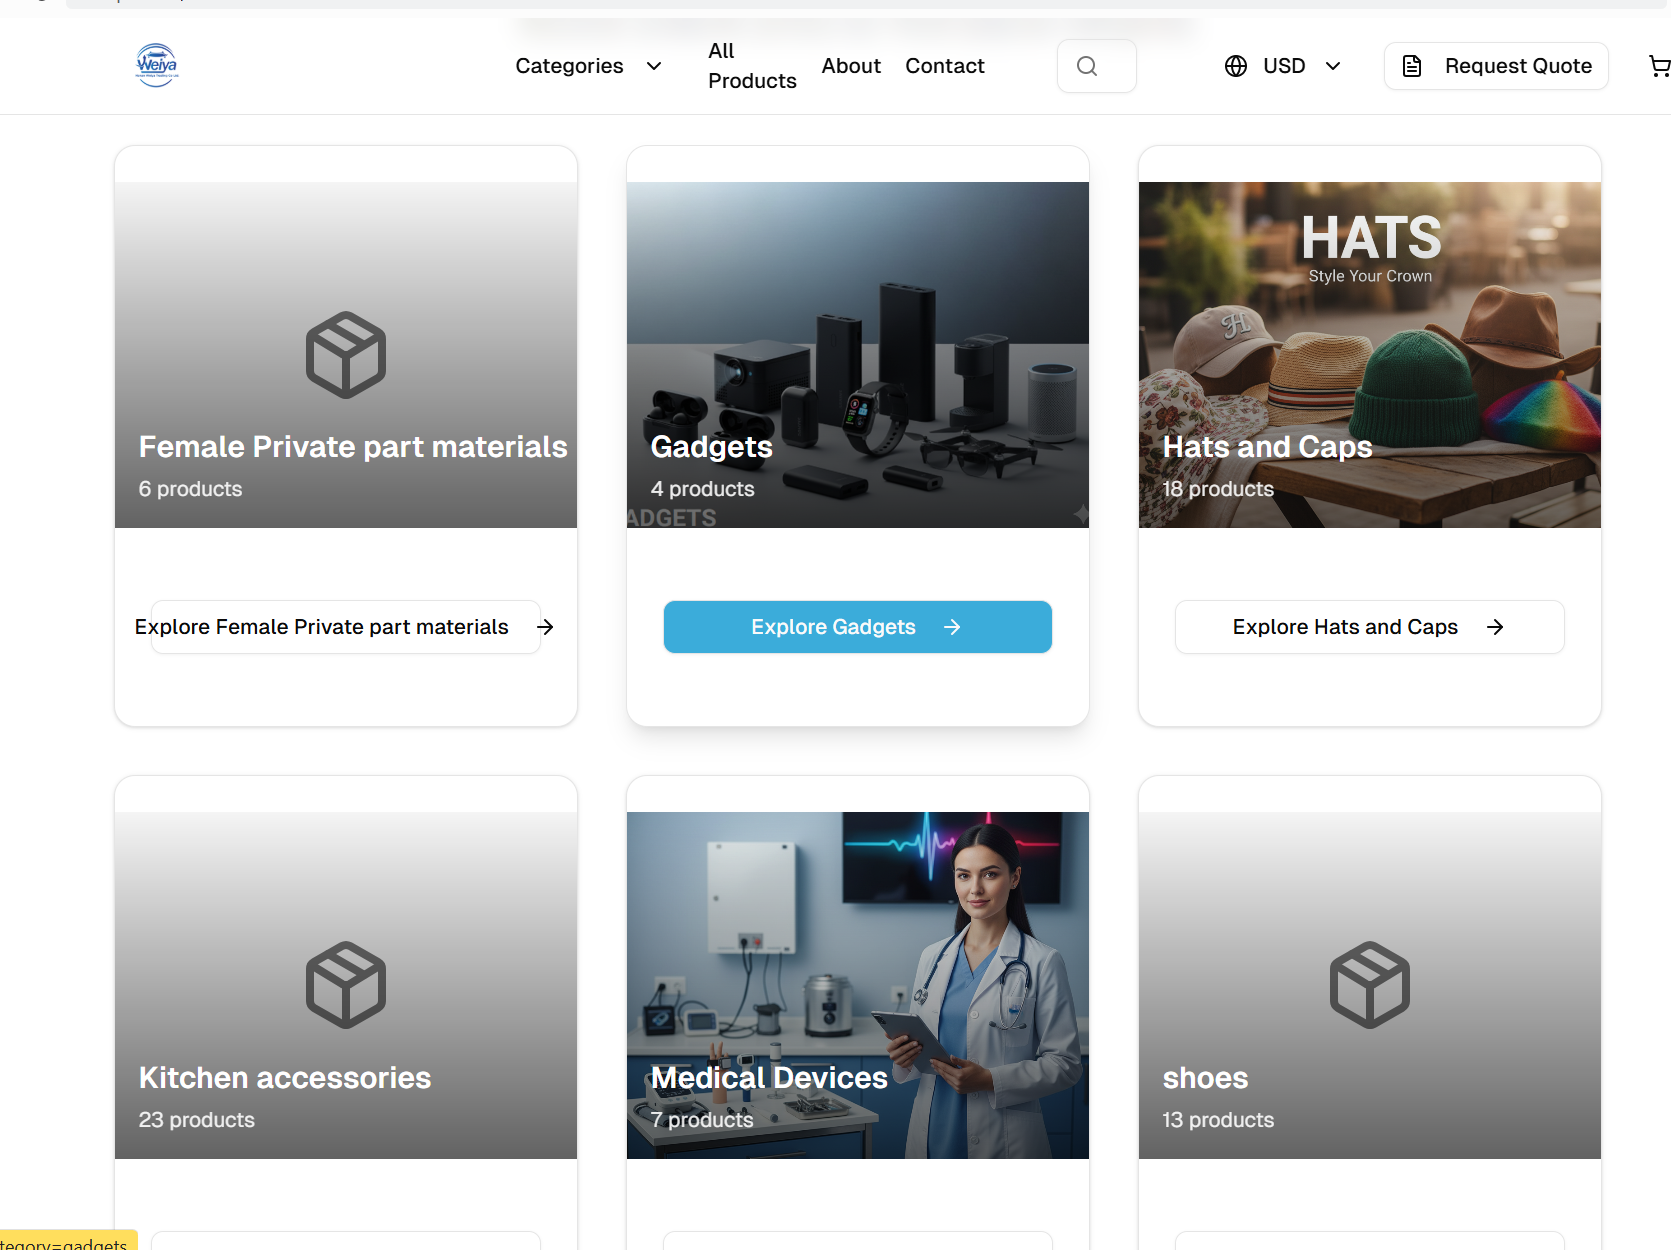 Weiya
Categories
All
Products
About
Contact
USD
Request Quote
Female Private part materials
6 products
Explore Female Private part materials
Gadgets
4 products
ADGETS
Explore Gadgets
HATS
Style Your Crown
H
Hats and Caps
18 products
Explore Hats and Caps
Kitchen accessories
23 products
Medical Devices
7 products
shoes
13 products
tegory=gadgets